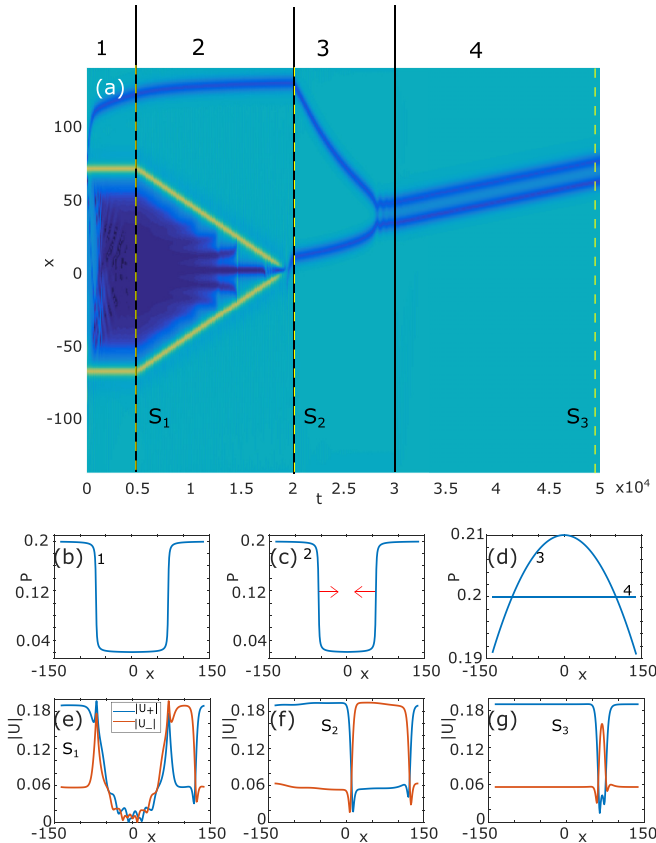 1 2 3 4
(a)
100
50
0
-50
-100
x
S1 S2 S3
0 0.5 1 1.5 2 2.5 3 3.5 4 4.5 5 x10^4
t
(b) 1
0.2
0.12
0.04
P
-150 0 x 150
(c) 2
0.2
0.12
0.04
P
-150 0 x 150
(d) 3 4
0.21
0.2
0.19
P
-150 0 x 150
(e)
|U+|
|U_|
S1
0.18
0.12
0.06
0
|U|
-150 0 x 150
(f)
S2
0.18
0.12
0.06
0
|U|
-150 0 x 150
(g)
S3
0.18
0.12
0.06
0
|U|
-150 0 x 150